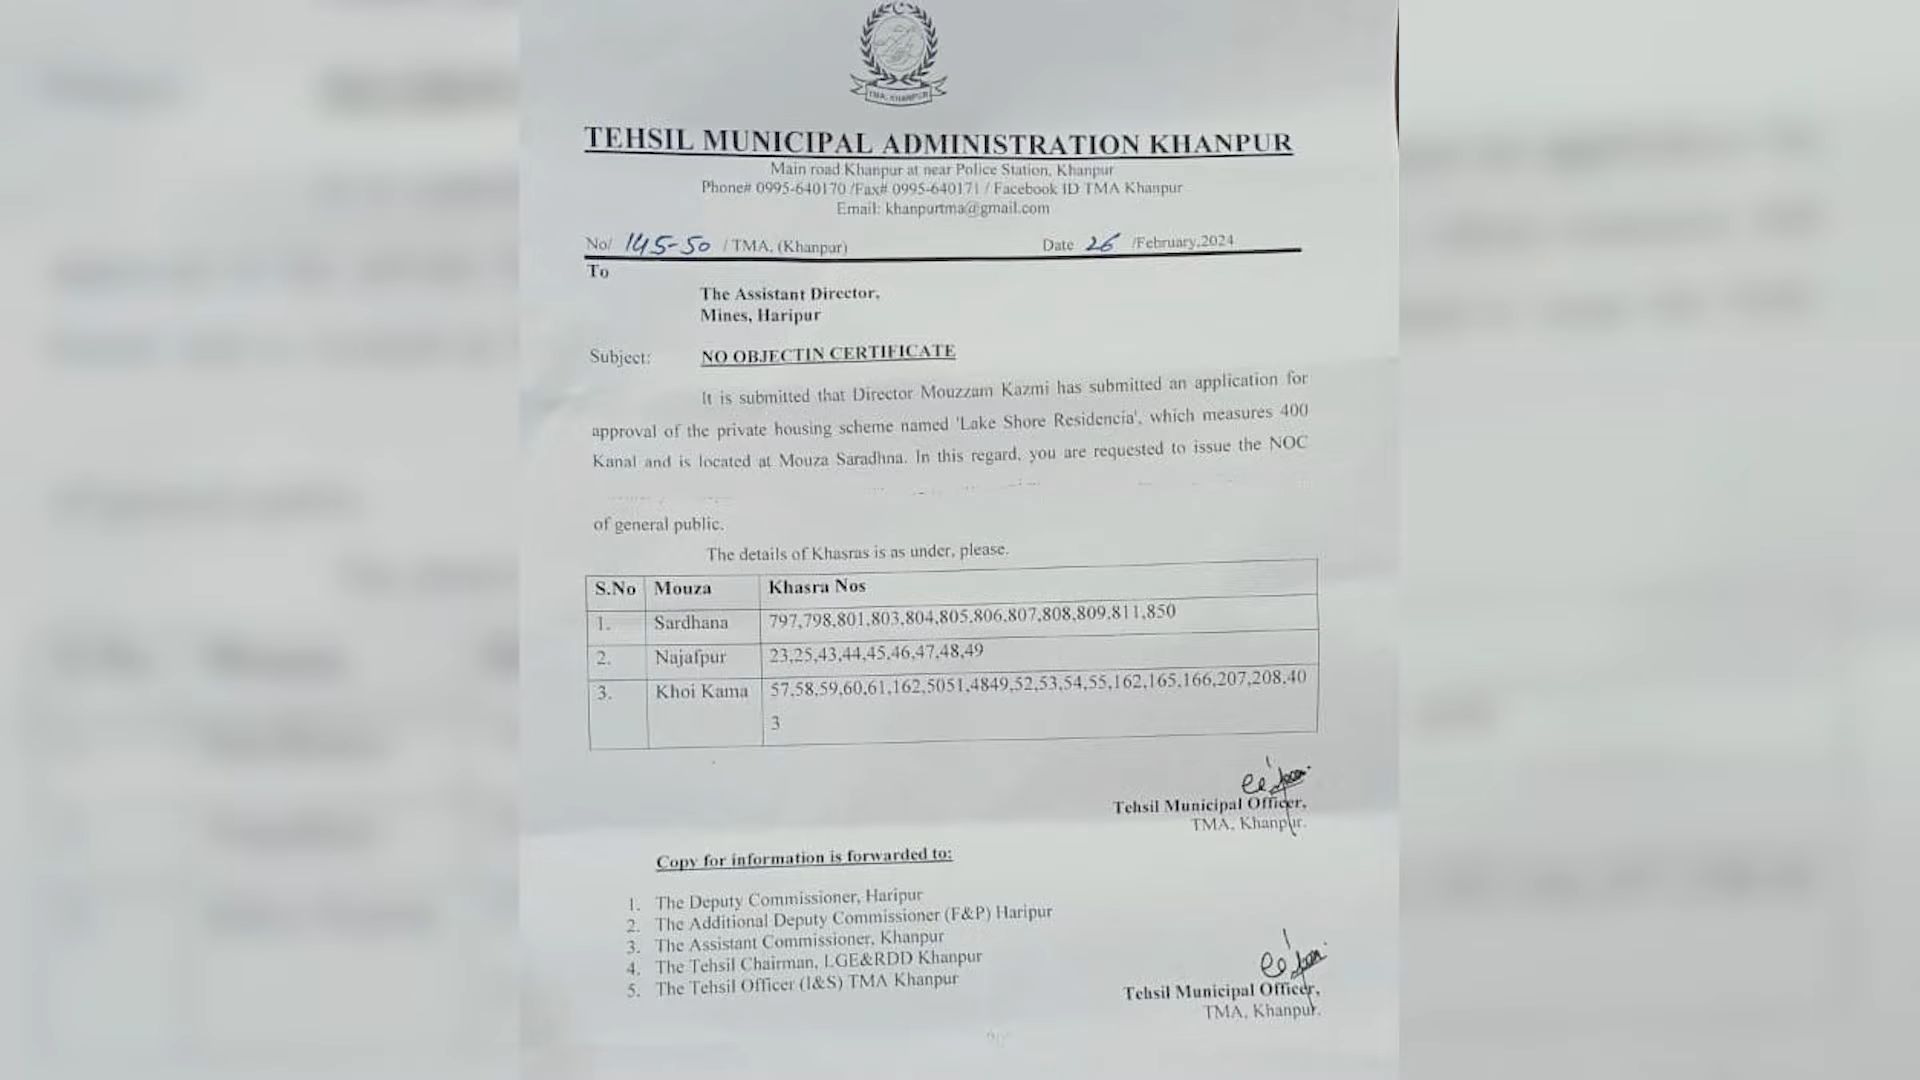 TMA, KHANPUR
TEHSIL MUNICIPAL ADMINISTRATION KHANPUR
Main road Khanpur at near Police Station, Khanpur
Phone# 0995-640170 /Fax# 0995-640171 / Facebook ID TMA Khanpur
Email: khanpurtma@gmail.com
No/ 145-50 / TMA, (Khanpur) Date 26 /February,2024
To
The Assistant Director,
Mines, Haripur
Subject: NO OBJECTIN CERTIFICATE
It is submitted that Director Mouzzam Kazmi has submitted an application for
approval of the private housing scheme named 'Lake Shore Residencia', which measures 400
Kanal and is located at Mouza Saradhna. In this regard, you are requested to issue the NOC
of general public.
The details of Khasras is as under, please.
S.No Mouza Khasra Nos
1. Sardhana 797,798,801,803,804,805,806,807,808,809,811,850
2. Najafpur 23,25,43,44,45,46,47,48,49
3. Khoi Kama 57,58,59,60,61,162,5051,4849,52,53,54,55,162,165,166,207,208,40
3
Tehsil Municipal Officer,
TMA, Khanpur.
Copy for information is forwarded to:
1. The Deputy Commissioner, Haripur
2. The Additional Deputy Commissioner (F&P) Haripur
3. The Assistant Commissioner, Khanpur
4. The Tehsil Chairman, LGE&RDD Khanpur
5. The Tehsil Officer (I&S) TMA Khanpur
Tehsil Municipal Officer,
TMA, Khanpur.